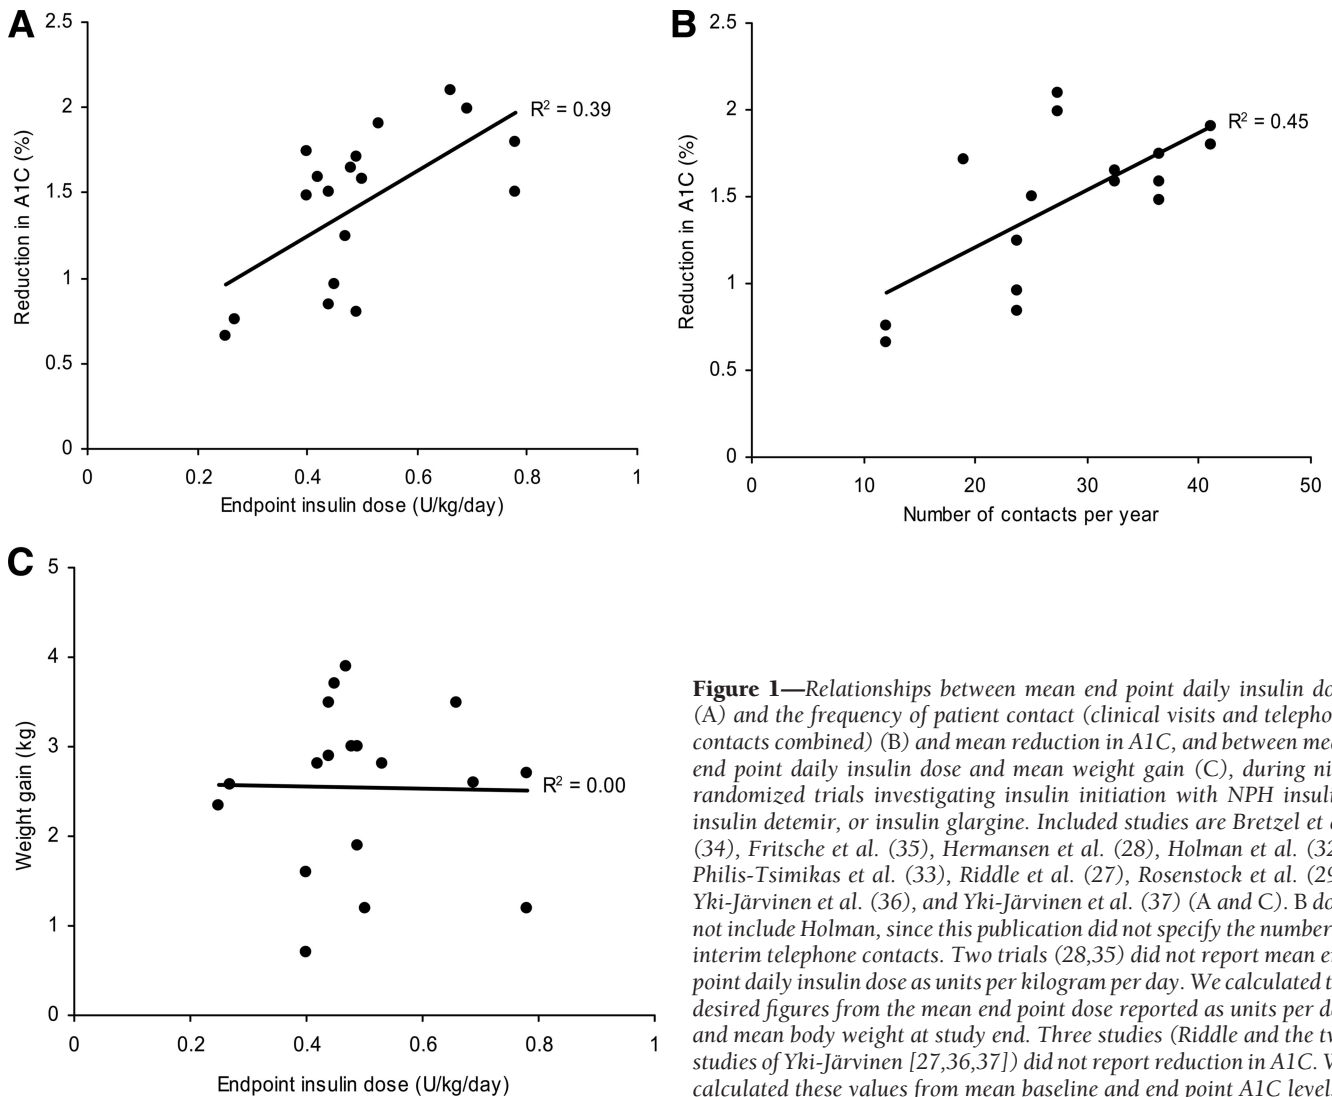 A
2.5
2
1.5
1
0.5
0
Reduction in A1C (%)
R² = 0.39
0 0.2 0.4 0.6 0.8 1
Endpoint insulin dose (U/kg/day)
B
2.5
2
1.5
1
0.5
0
Reduction in A1C (%)
R² = 0.45
0 10 20 30 40 50
Number of contacts per year
C
5
4
3
2
1
0
Weight gain (kg)
R² = 0.00
0 0.2 0.4 0.6 0.8 1
Endpoint insulin dose (U/kg/day)
Figure 1—Relationships between mean end point daily insulin
(A) and the frequency of patient contact (clinical visits and
contacts combined) (B) and mean reduction in A1C, and between
end point daily insulin dose and mean weight gain (C), during
randomized trials investigating insulin initiation with NPH
insulin detemir, or insulin glargine. Included studies are Bretzel et
(34), Fritsche et al. (35), Hermansen et al. (28), Holman et al. (32
Philis-Tsimikas et al. (33), Riddle et al. (27), Rosenstock et al. (29
Yki-Järvinen et al. (36), and Yki-Järvinen et al. (37) (A and C). B
not include Holman, since this publication did not specify the number
interim telephone contacts. Two trials (28,35) did not report mean
point daily insulin dose as units per kilogram per day. We calculated
desired figures from the mean end point dose reported as units per
and mean body weight at study end. Three studies (Riddle and the
studies of Yki-Järvinen [27,36,37]) did not report reduction in A1C.
calculated these values from mean baseline and end point A1C